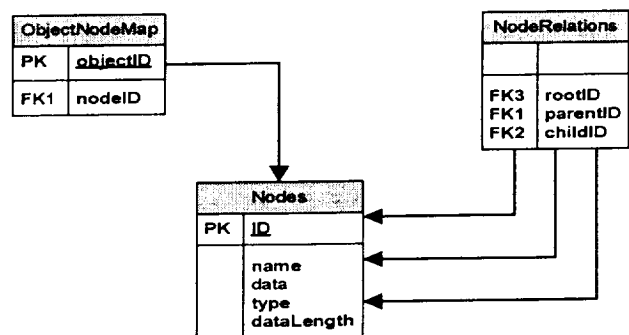 ObjectNodeMap
PK objectID
FK1 nodeID
NodeRelations
FK3 rootID
FK1 parentID
FK2 childID
Nodes
PK ID
name
data
type
dataLength